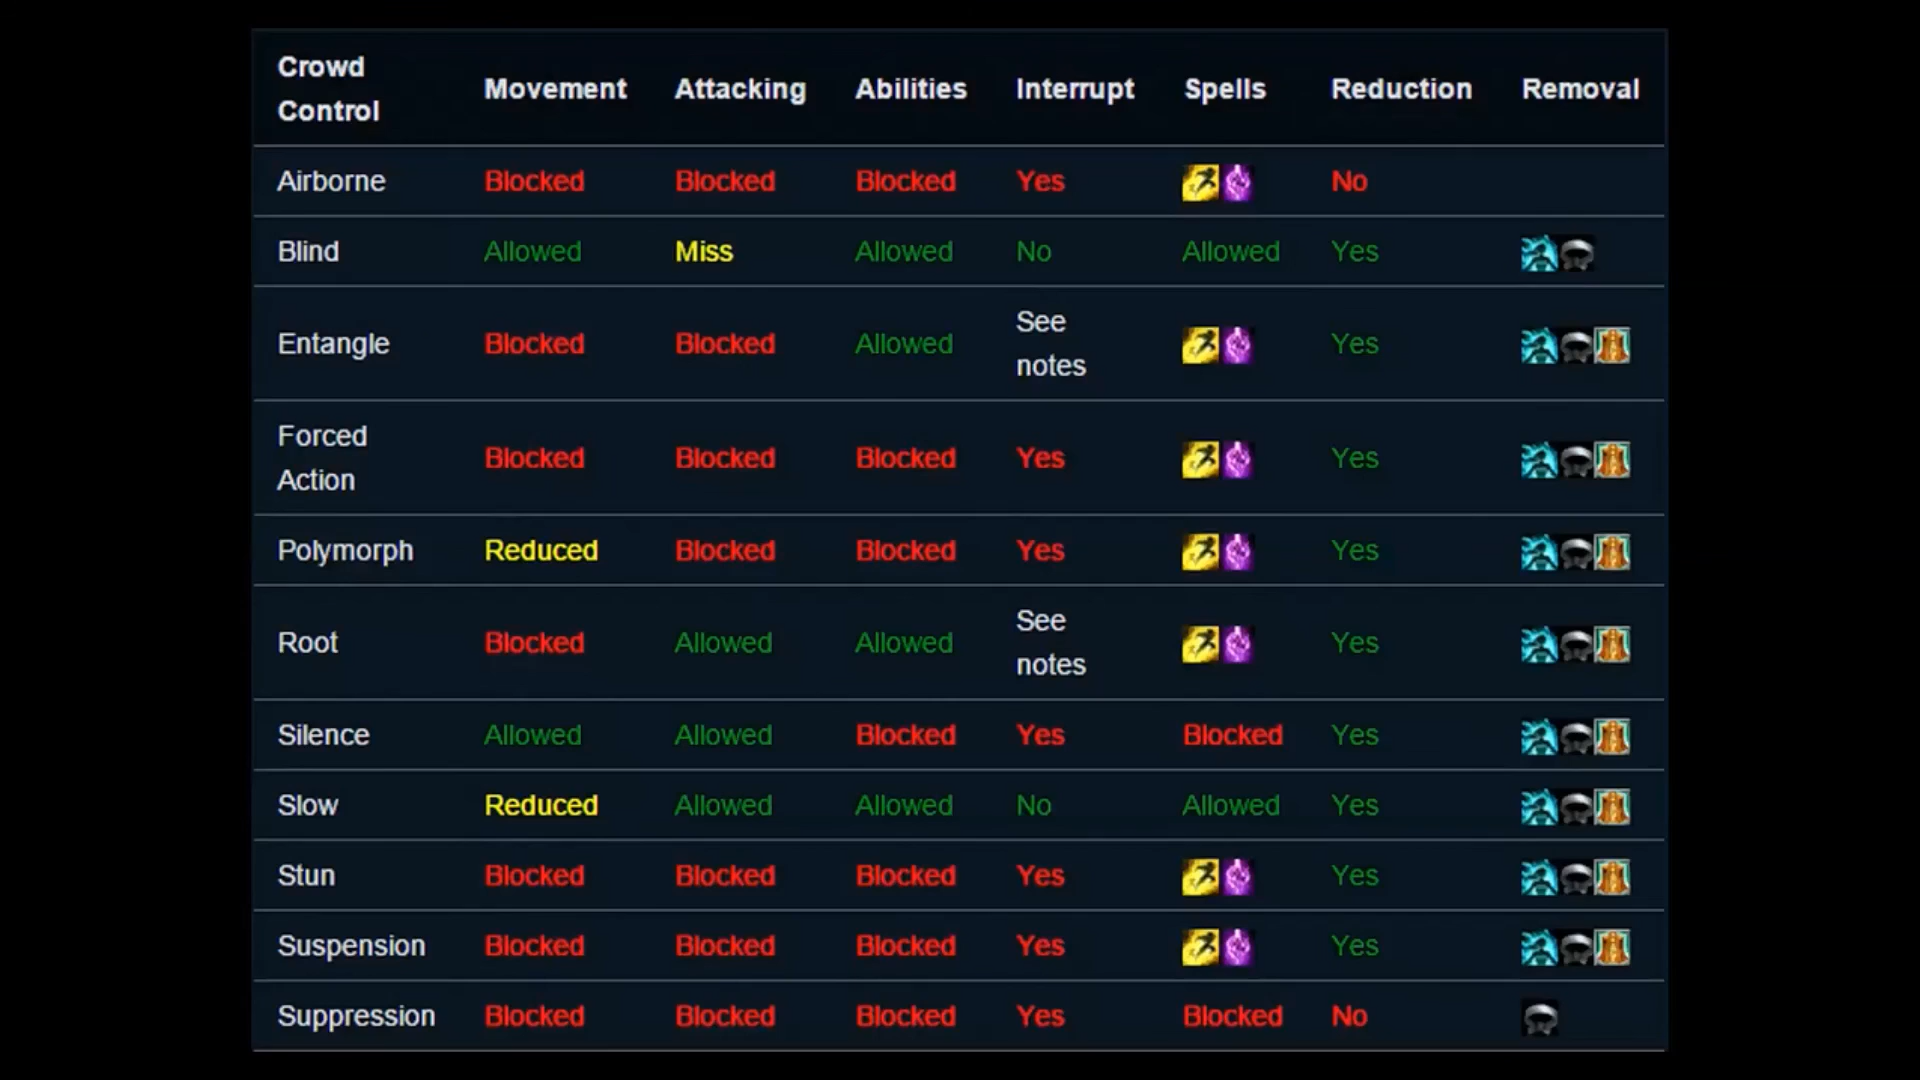 Crowd Control Movement Attacking Abilities Interrupt Spells Reduction Removal
Airborne Blocked Blocked Blocked Yes No
Blind Allowed Miss Allowed No Allowed Yes
Entangle Blocked Blocked Allowed See notes Yes
Forced Action Blocked Blocked Blocked Yes Yes
Polymorph Reduced Blocked Blocked Yes Yes
Root Blocked Allowed Allowed See notes Yes
Silence Allowed Allowed Blocked Yes Blocked Yes
Slow Reduced Allowed Allowed No Allowed Yes
Stun Blocked Blocked Blocked Yes Yes
Suspension Blocked Blocked Blocked Yes Yes
Suppression Blocked Blocked Blocked Yes Blocked No